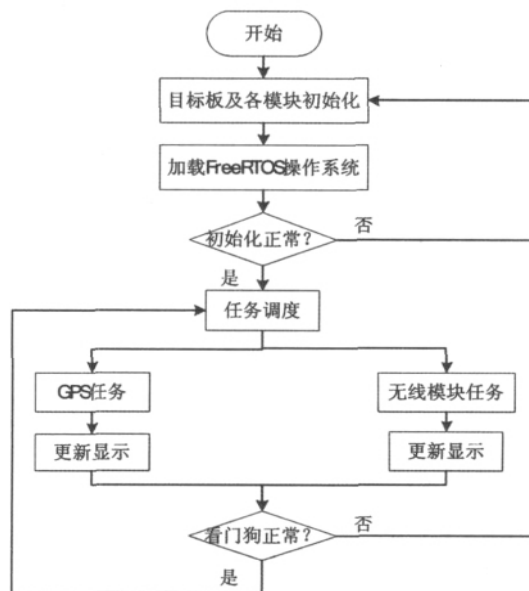 开始
目标板及各模块初始化
加载FreeRTOS操作系统
初始化正常?
否
是
任务调度
GPS任务
无线模块任务
更新显示
更新显示
看门狗正常?
否
是